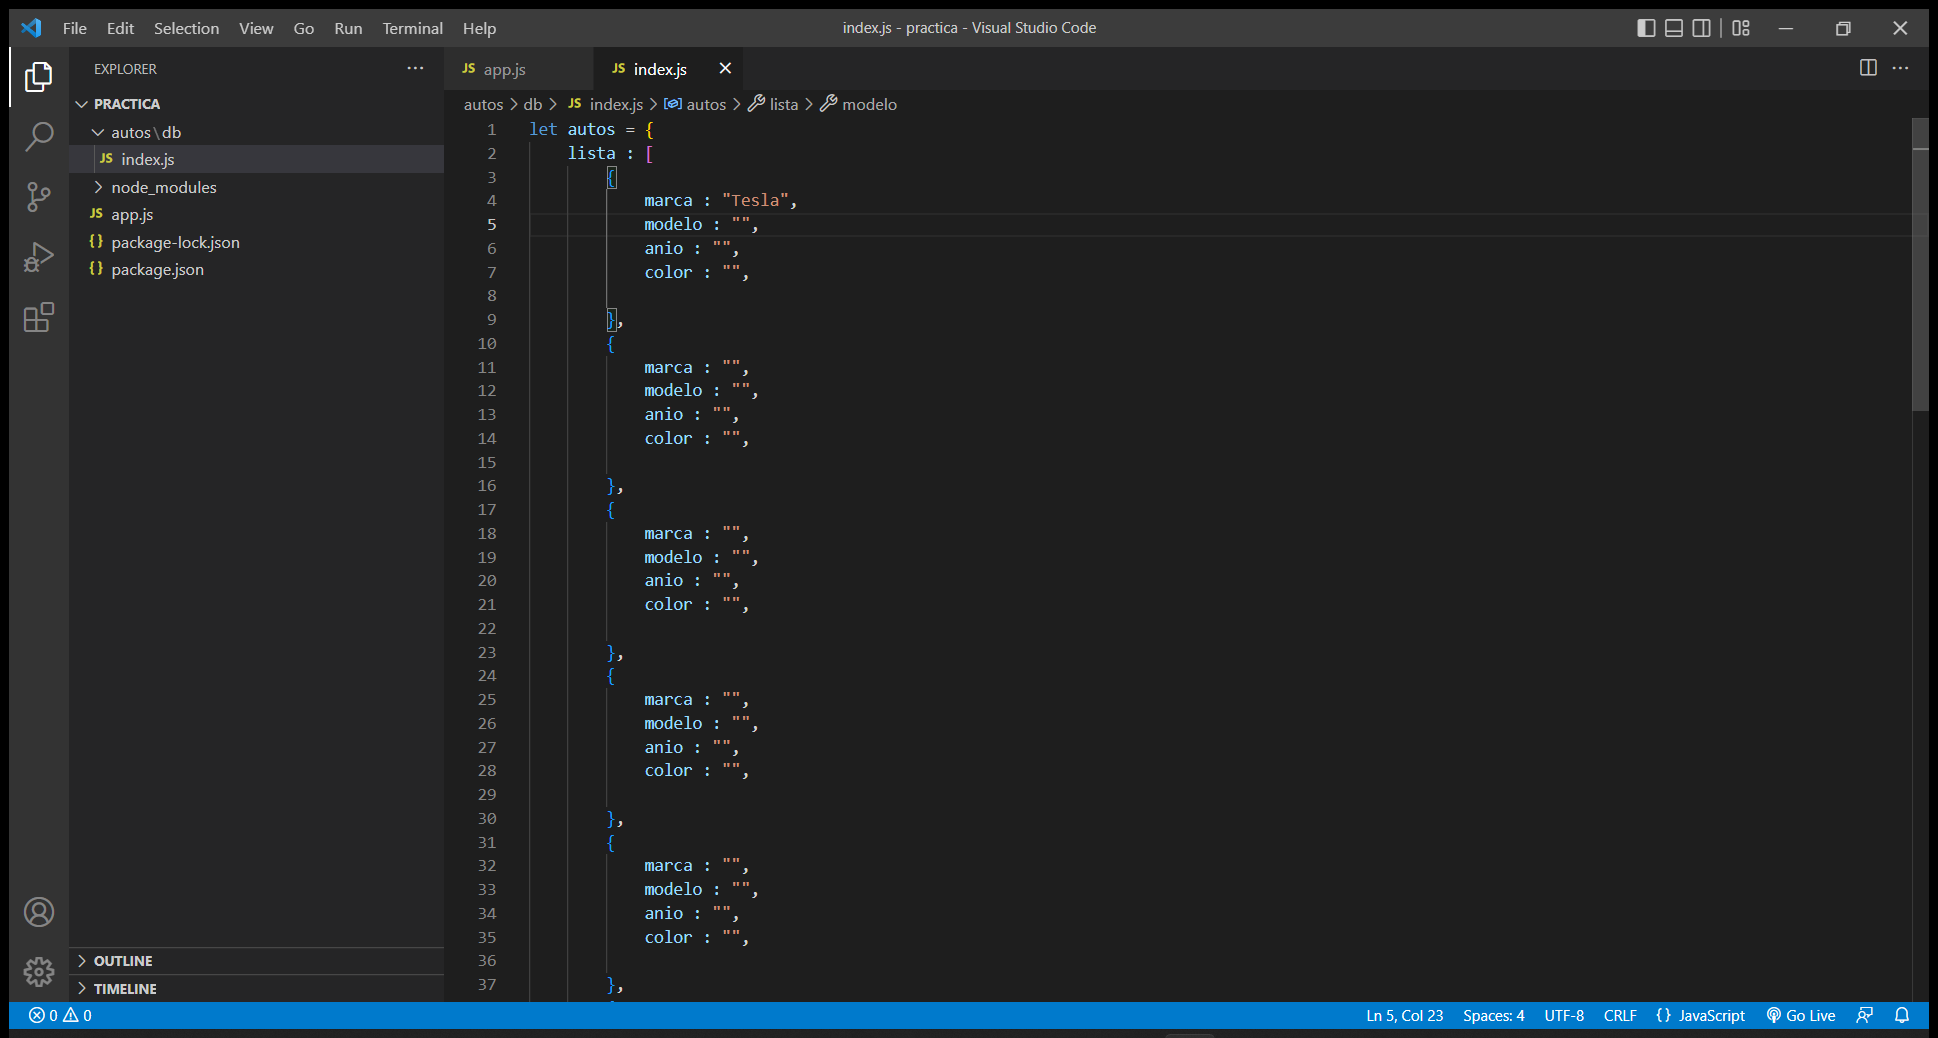 File Edit Selection View Go Run Terminal Help
index.js - practica - Visual Studio Code
EXPLORER
PRACTICA
autos\db
JS index.js
node_modules
JS app.js
{} package-lock.json
{} package.json
OUTLINE
TIMELINE
JS app.js
JS index.js
autos > db > JS index.js > autos > lista > modelo
1 let autos = {
2 lista : [
3 {
4 marca : "Tesla",
5 modelo : "",
6 anio : "",
7 color : "",
8
9 },
10 {
11 marca : "",
12 modelo : "",
13 anio : "",
14 color : "",
15
16 },
17 {
18 marca : "",
19 modelo : "",
20 anio : "",
21 color : "",
22
23 },
24 {
25 marca : "",
26 modelo : "",
27 anio : "",
28 color : "",
29
30 },
31 {
32 marca : "",
33 modelo : "",
34 anio : "",
35 color : "",
36
37 },
0 0
Ln 5, Col 23 Spaces: 4 UTF-8 CRLF {} JavaScript Go Live